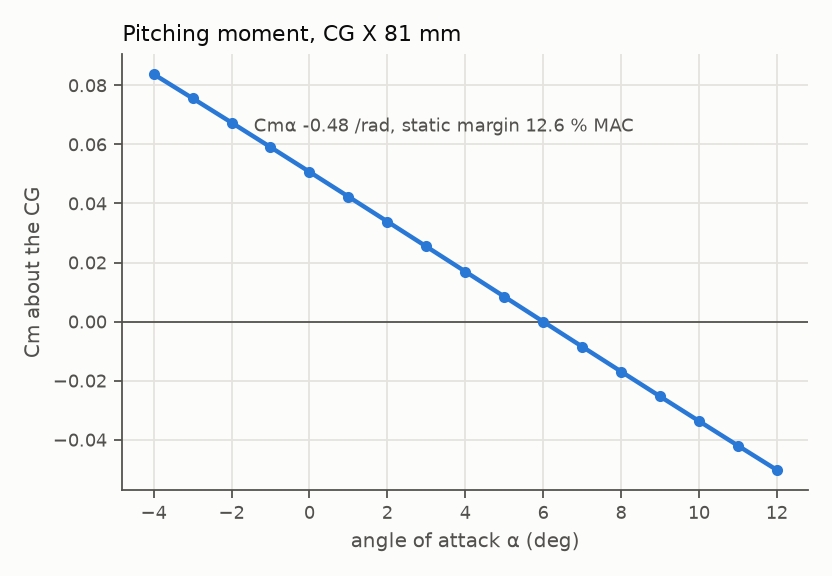 Pitching moment, CG X 81 mm
0.08
0.06
0.04
0.02
0.00
−0.02
−0.04
Cm about the CG
Cmα -0.48 /rad, static margin 12.6 % MAC
−4 −2 0 2 4 6 8 10 12
angle of attack α (deg)